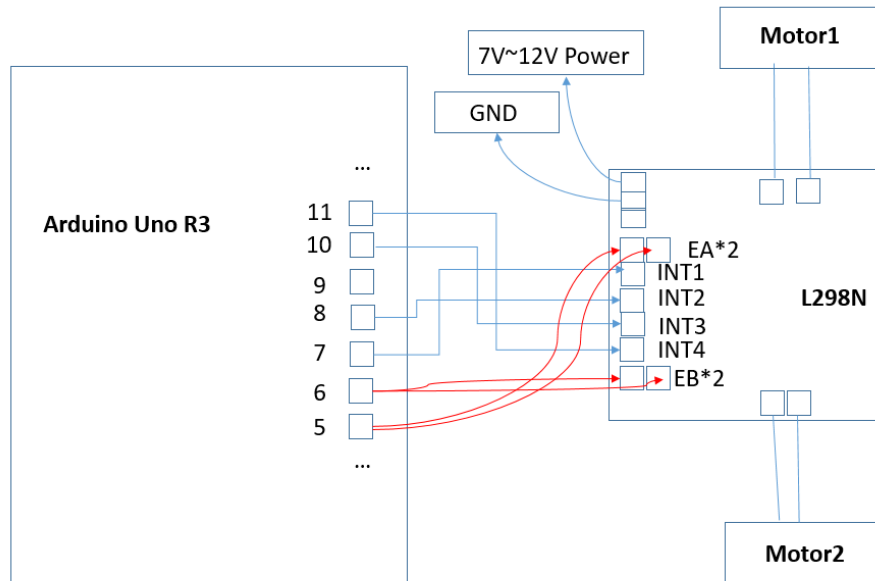 Motor1
7V~12V Power
GND
...
Arduino Uno R3
11
10
9
8
7
6
5
...
EA*2
INT1
INT2
INT3
INT4
EB*2
L298N
Motor2